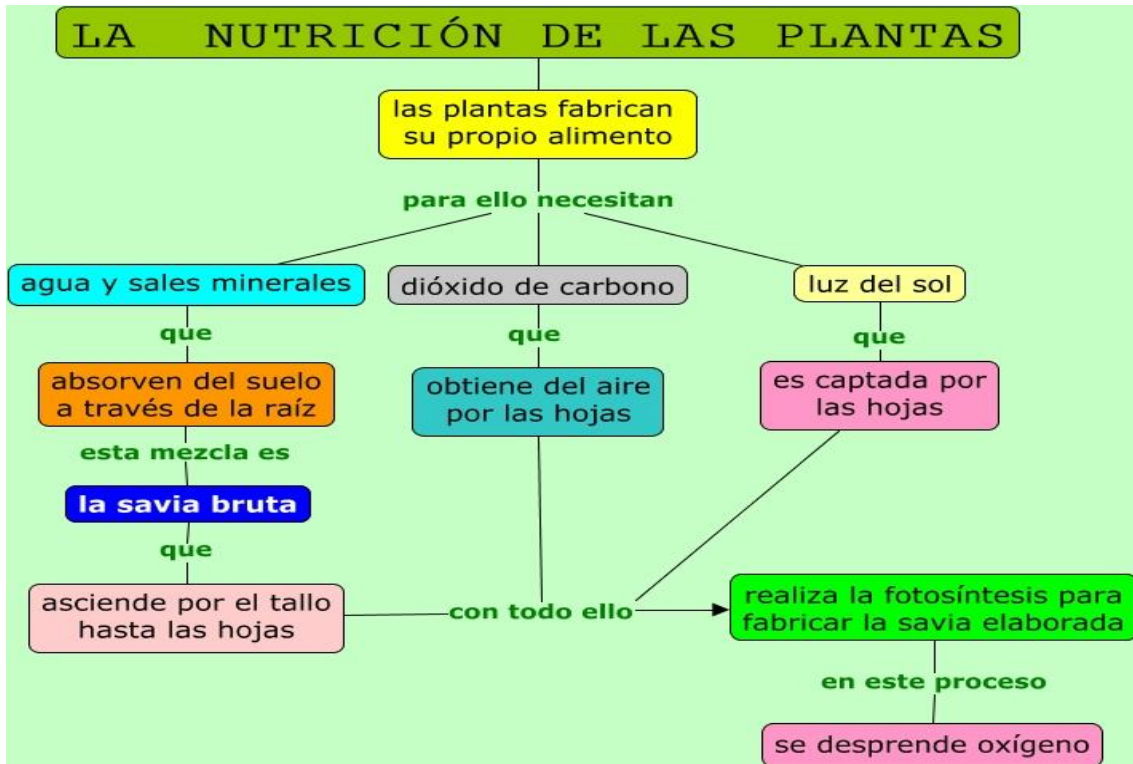 LA NUTRICIÓN DE LAS PLANTAS
las plantas fabrican
su propio alimento
para ello necesitan
agua y sales minerales
que
absorven del suelo
a través de la raíz
esta mezcla es
la savia bruta
que
asciende por el tallo
hasta las hojas
dióxido de carbono
que
obtiene del aire
por las hojas
luz del sol
que
es captada por
las hojas
con todo ello
realiza la fotosíntesis para
fabricar la savia elaborada
en este proceso
se desprende oxígeno